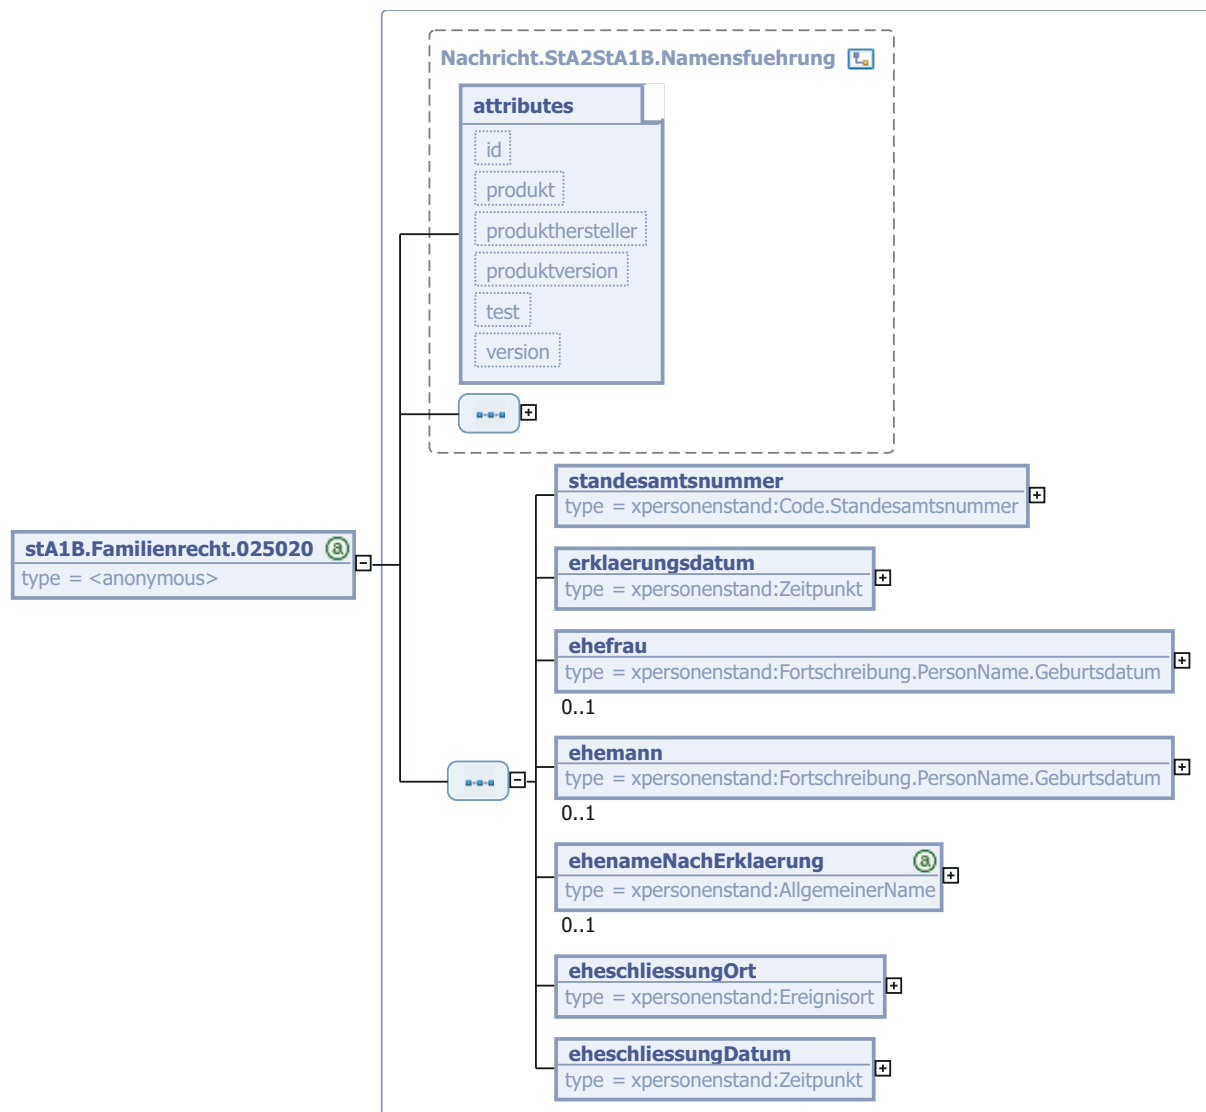 Nachricht.StA2StA1B.Namensfuehrung
attributes
id
produkt
produkthersteller
produktversion
test
version
standesamtsnummer
type = xpersonenstand:Code.Standesamtsnummer
stA1B.Familienrecht.025020 a
type = <anonymous>
erklaerungsdatum
type = xpersonenstand:Zeitpunkt
ehefrau
type = xpersonenstand:Fortschreibung.PersonName.Geburtsdatum
0..1
ehemann
type = xpersonenstand:Fortschreibung.PersonName.Geburtsdatum
0..1
ehenameNachErklaerung a
type = xpersonenstand:AllgemeinerName
0..1
eheschliessungOrt
type = xpersonenstand:Ereignisort
eheschliessungDatum
type = xpersonenstand:Zeitpunkt